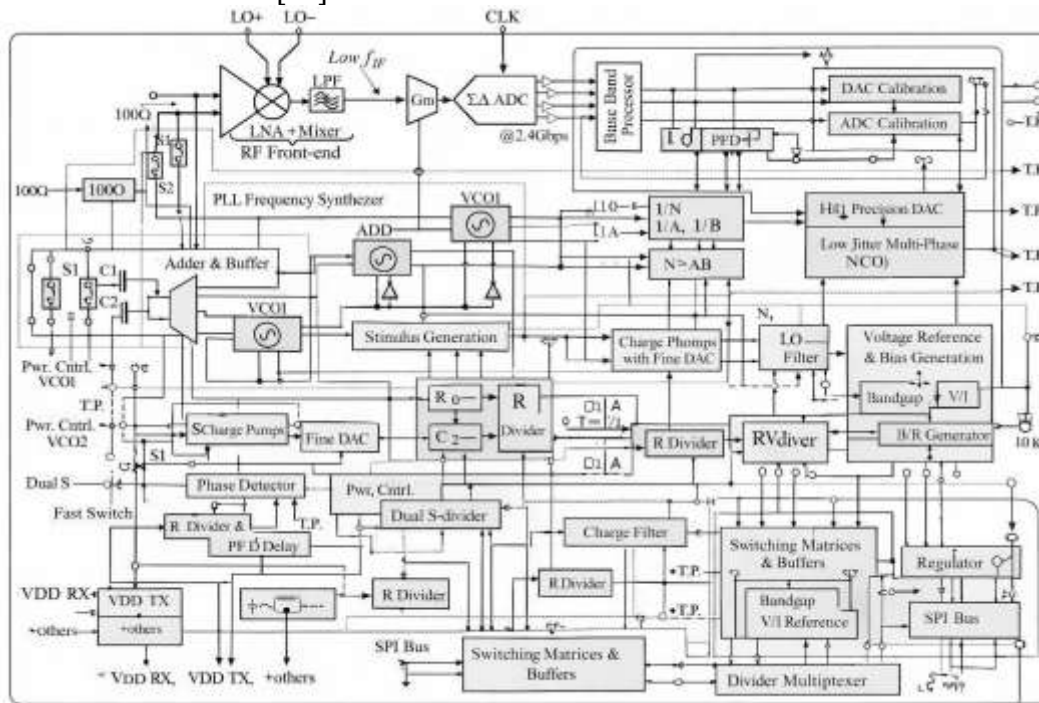 LO+
LO−
CLK
Low fIF
LPF
Gm
ΣΔ ADC
@2.4Gbps
Base Band
Processor
DAC Calibration
ADC Calibration
PFD
100Ω
LNA +Mixer
RF Front-end
S1
S2
100Ω
100O
PLL Frequency Synthezer
VCO1
1/N
1/A, 1/B
Precision DAC
Low Jitter Multi-Phase
NCO)
ADD
Adder & Buffer
N>AB
S1
C1
C2
VCO1
Stimulus Generation
Charge Phomps
with Fine DAC
N,
LO
Filter
Voltage Reference
& Bias Generation
Bandgap
V/I
Pwr. Cntrl.
VCO1
T.P.
Pwr. Cntrl.
VCO2
R
Divider
SCharge Pumps
Fine DAC
R Divider
RVdiver
B/R Generator
10K
S1
Dual S
Phase Detector
Pwr, Cntrl.
Dual S-divider
Fast Switch
T.P.
R Divider &
PFD Delay
Charge Filter
Switching Matrices
& Buffers
Regulator
VDD RX
VDD TX
+others
+others
R Divider
R Divider
+T.P.
+T.P.
Bandgap
V/I Reference
SPI Bus
SPI Bus
Switching Matrices &
Buffers
VDD RX,
VDD TX,
+others
Divider Multiptexer